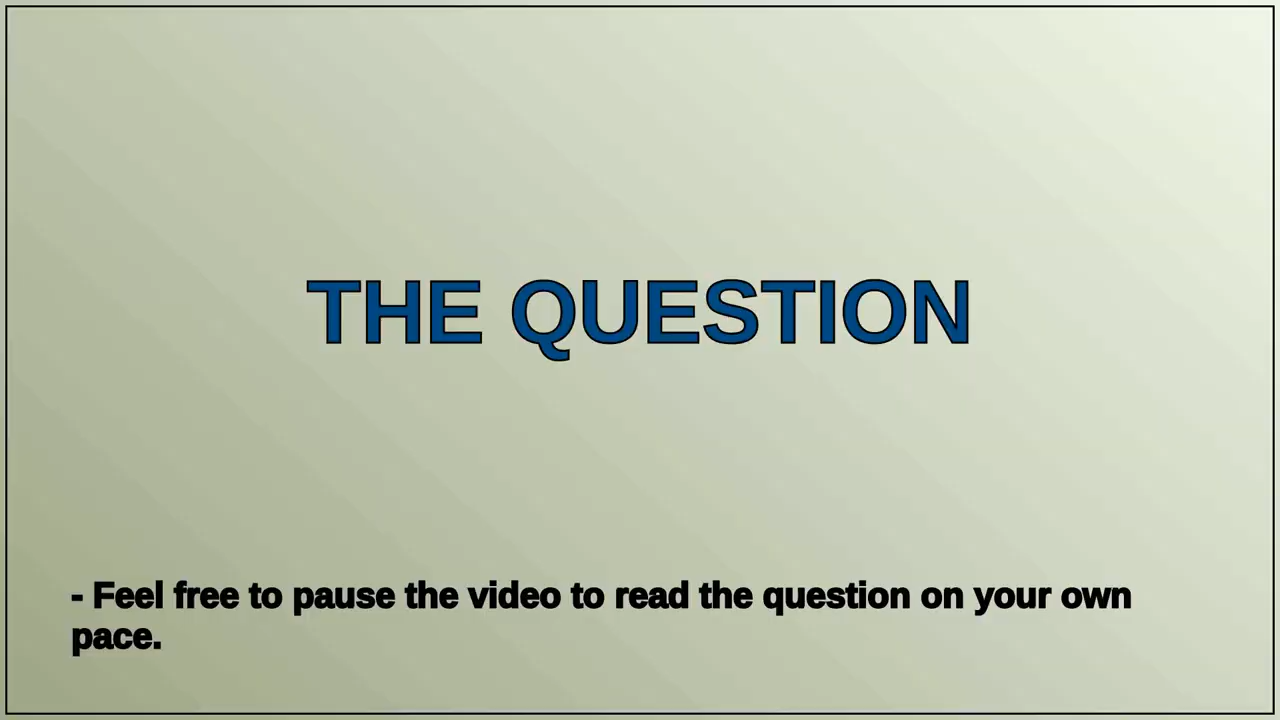 THE QUESTION
- Feel free to pause the video to read the question on your own
pace.